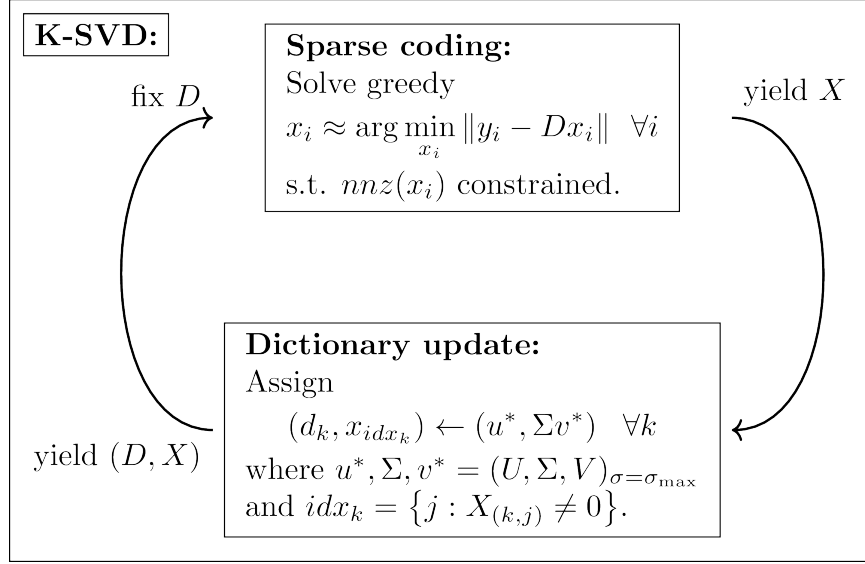 K-SVD:
Sparse coding:
Solve greedy
fix D
yield X
x_i ≈ arg min_{x_i} ‖y_i − Dx_i‖ ∀i
s.t. nnz(x_i) constrained.
Dictionary update:
Assign
(d_k, x_{idx_k}) ← (u*, Σv*) ∀k
yield (D, X)
where u*, Σ, v* = (U, Σ, V)_{σ=σ_max}
and idx_k = {j : X_{(k,j)} ≠ 0}.